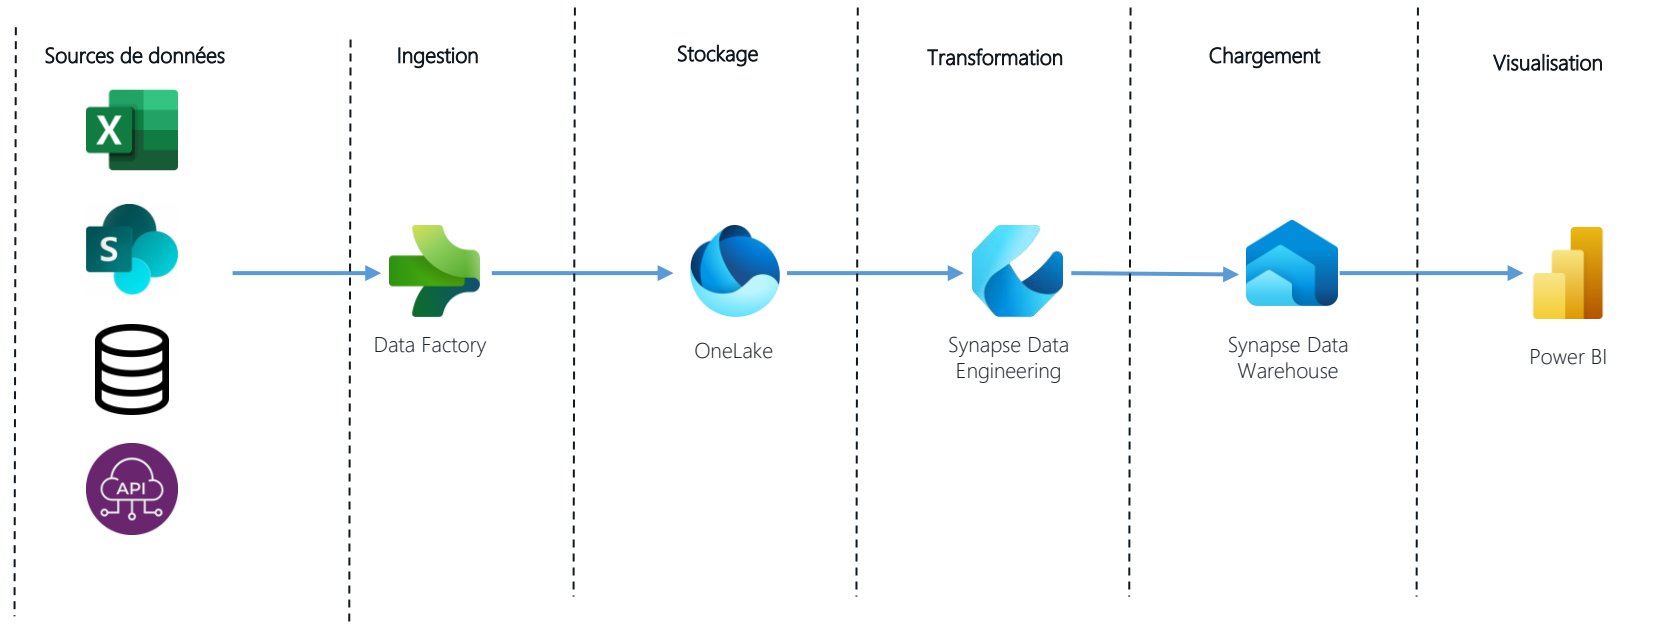 Sources de données
Ingestion
Stockage
Transformation
Chargement
Visualisation
X
S
API
Data Factory
OneLake
Synapse Data
Engineering
Synapse Data
Warehouse
Power BI